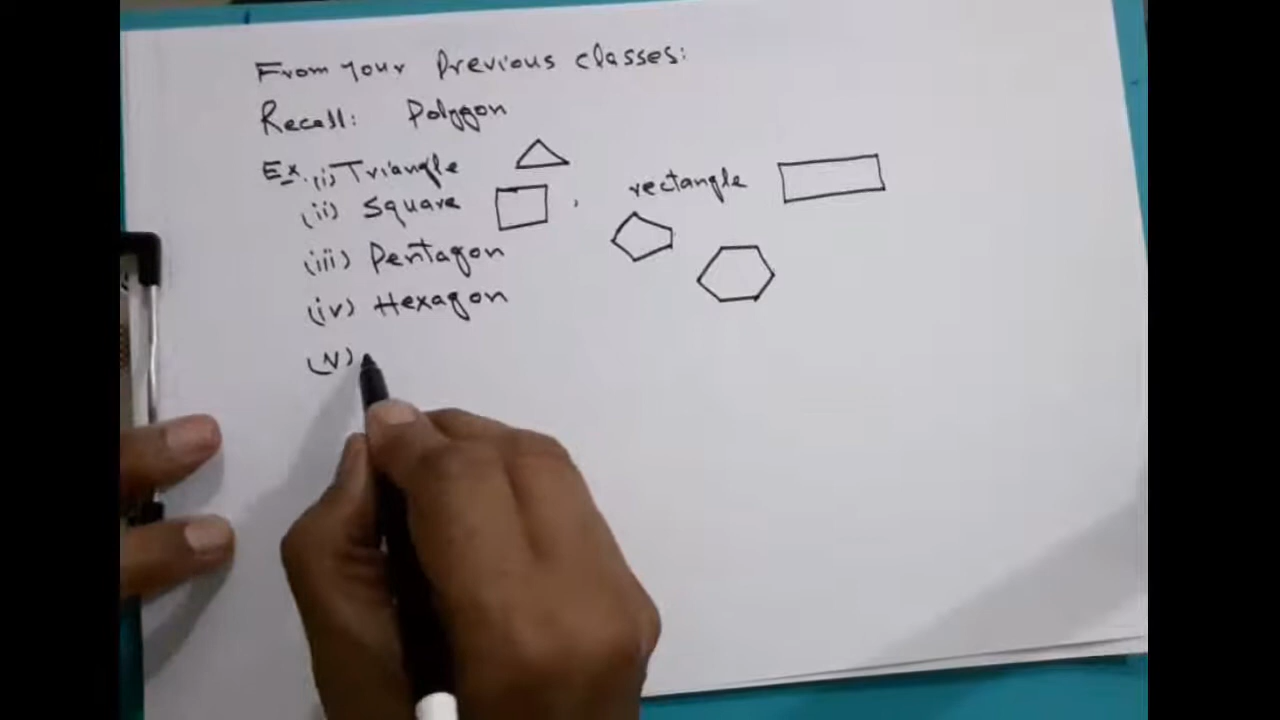 From your Previous classes:
Recall: Polygon
Ex. (i) Triangle
(ii) Square , rectangle
(iii) Pentagon
(iv) Hexagon
(v)